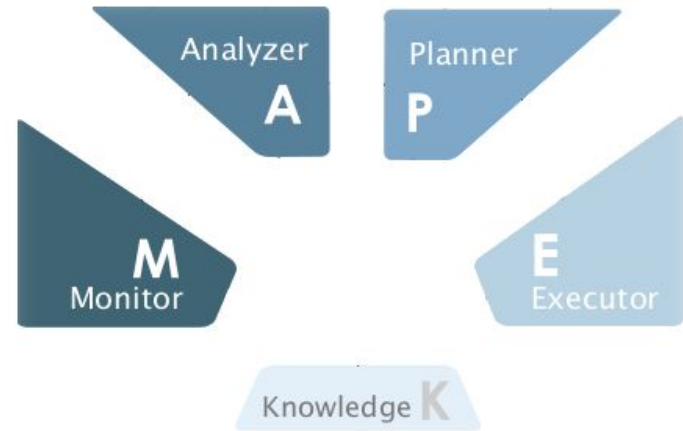 Analyzer
A
Planner
P
M
Monitor
E
Executor
Knowledge K